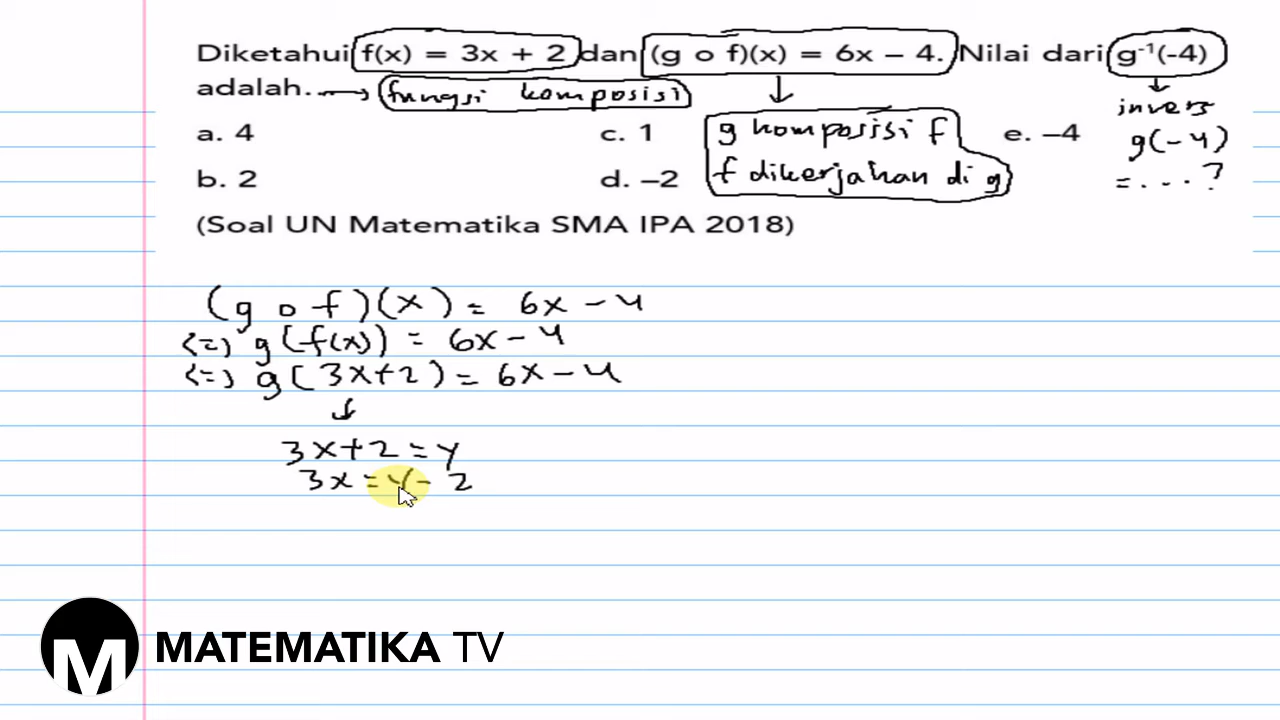 Diketahui f(x) = 3x + 2 dan (g o f)(x) = 6x – 4. Nilai dari g⁻¹(-4)
adalah... → fungsi komposisi
↓
↓
invers
g(-4)
= ... ?
a. 4
c. 1
e. –4
g komposisi f
f dikerjakan di g
b. 2
d. –2
(Soal UN Matematika SMA IPA 2018)
(g o f)(x) = 6x - 4
<=> g(f(x)) = 6x - 4
<=> g(3x+2) = 6x - 4
↓
3x+2 = y
3x = y - 2
M MATEMATIKA TV